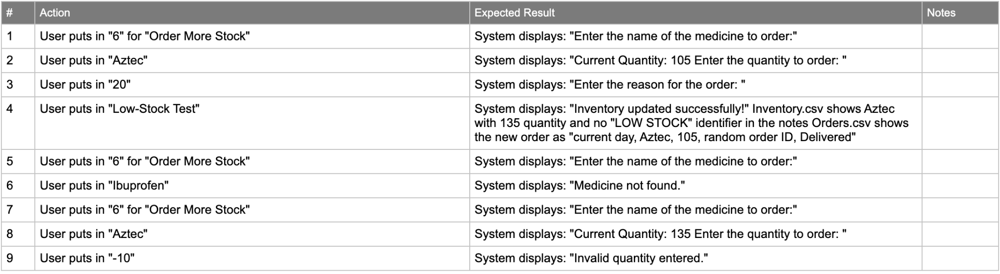 # Action Expected Result Notes
1 User puts in "6" for "Order More Stock" System displays: "Enter the name of the medicine to order:"
2 User puts in "Aztec" System displays: "Current Quantity: 105 Enter the quantity to order: "
3 User puts in "20" System displays: "Enter the reason for the order: "
4 User puts in "Low-Stock Test" System displays: "Inventory updated successfully!" Inventory.csv shows Aztec
with 135 quantity and no "LOW STOCK" identifier in the notes Orders.csv shows
the new order as "current day, Aztec, 105, random order ID, Delivered"
5 User puts in "6" for "Order More Stock" System displays: "Enter the name of the medicine to order:"
6 User puts in "Ibuprofen" System displays: "Medicine not found."
7 User puts in "6" for "Order More Stock" System displays: "Enter the name of the medicine to order:"
8 User puts in "Aztec" System displays: "Current Quantity: 135 Enter the quantity to order: "
9 User puts in "-10" System displays: "Invalid quantity entered."